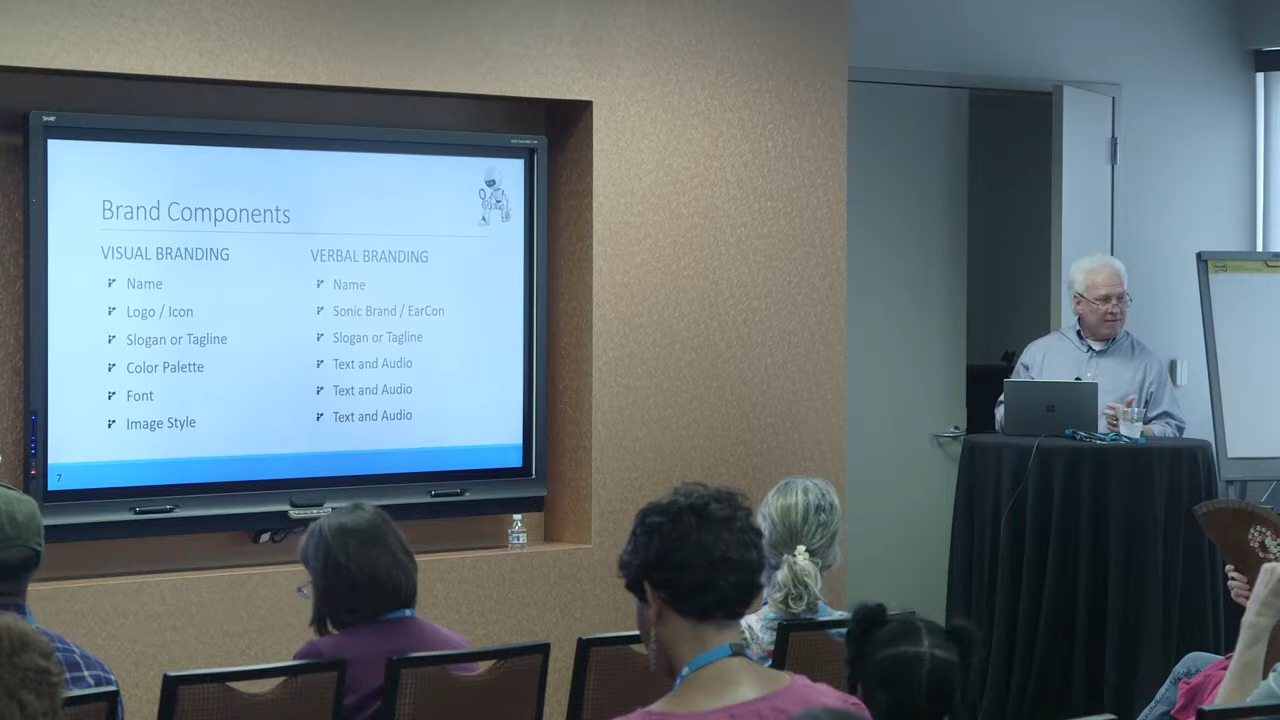 SMART
Brand Components
VISUAL BRANDING
Name
Logo / Icon
Slogan or Tagline
Color Palette
Font
Image Style
VERBAL BRANDING
Name
Sonic Brand / EarCon
Slogan or Tagline
Text and Audio
Text and Audio
Text and Audio
7